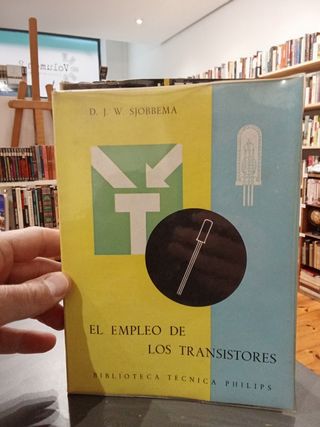 D. J. W. SJOBBEMA
T
EL EMPLEO DE
LOS TRANSISTORES
BIBLIOTECA TECNICA PHILIPS